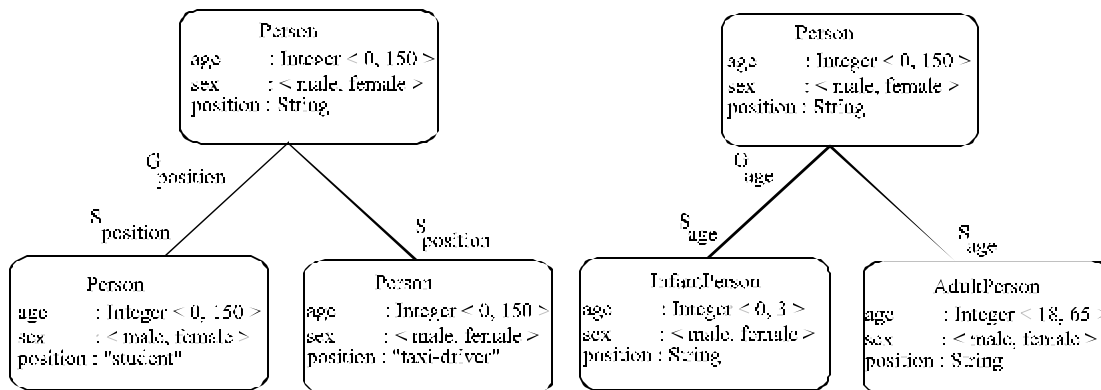 Person
age : Integer < 0, 150 >
sex : < male, female >
position : String
Person
age : Integer < 0, 150 >
sex : < male, female >
position : String
G position
S position
S position
G age
S age
S age
Person
age : Integer < 0, 150 >
sex : < male, female >
position : "student"
Person
age : Integer < 0, 150 >
sex : < male, female >
position : "taxi-driver"
InfantPerson
age : Integer < 0, 3 >
sex : < male, female >
position : String
AdultPerson
age : Integer < 18, 65 >
sex : < male, female >
position : String